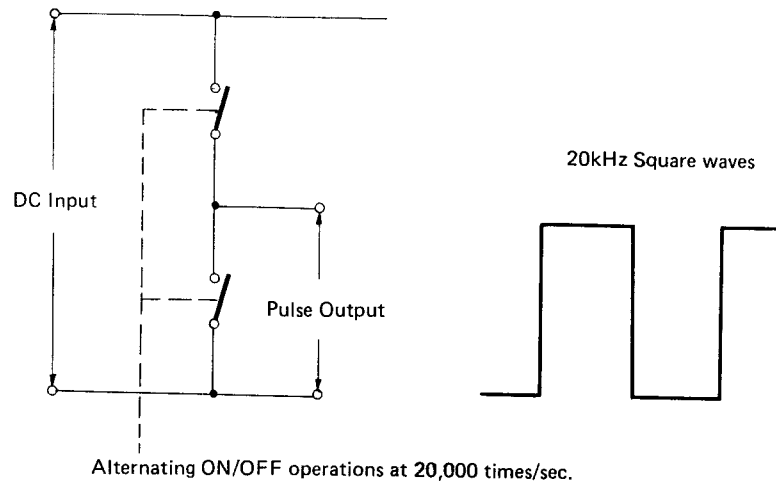 20kHz Square waves
DC Input
Pulse Output
Alternating ON/OFF operations at 20,000 times/sec.